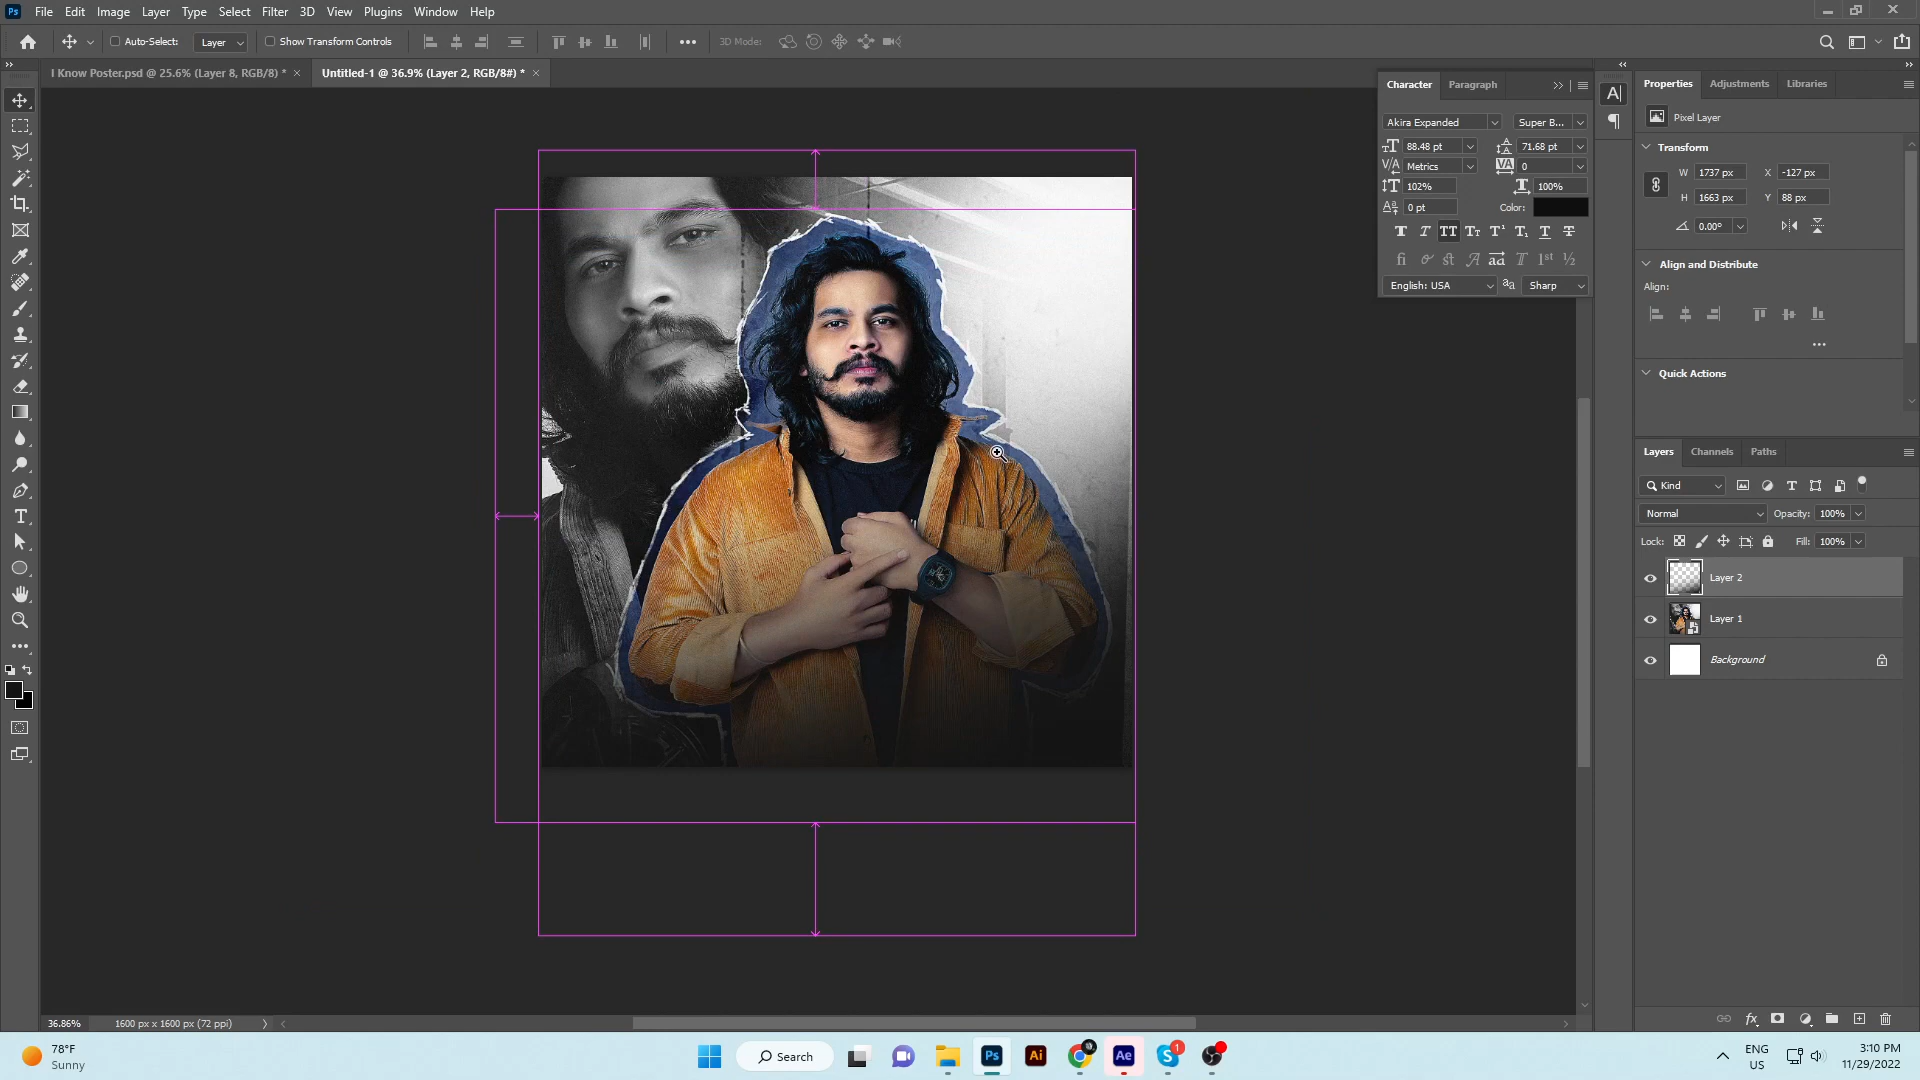 Ps File Edit Image Layer Type Select Filter 3D View Plugins Window Help
Auto-Select: Layer Show Transform Controls 3D Mode:
I Know Poster.psd @ 25.6% (Layer 8, RGB/8) * × Untitled-1 @ 36.9% (Layer 2, RGB/8#) * ×
Character Paragraph
Akira Expanded Super B...
88.48 pt 71.68 pt
Metrics 0
102% 100%
0 pt Color:
English: USA Sharp
Properties Adjustments Libraries
Pixel Layer
Transform
W 1737 px X -127 px
H 1663 px Y 88 px
0.00°
Align and Distribute
Align:
Quick Actions
Layers Channels Paths
Kind
Normal Opacity: 100%
Lock: Fill: 100%
Layer 2
Layer 1
Background
36.86% 1600 px x 1600 px (72 ppi)
78°F
Sunny
Search
Ps Ai Ae S 1
ENG
US
3:10 PM
11/29/2022